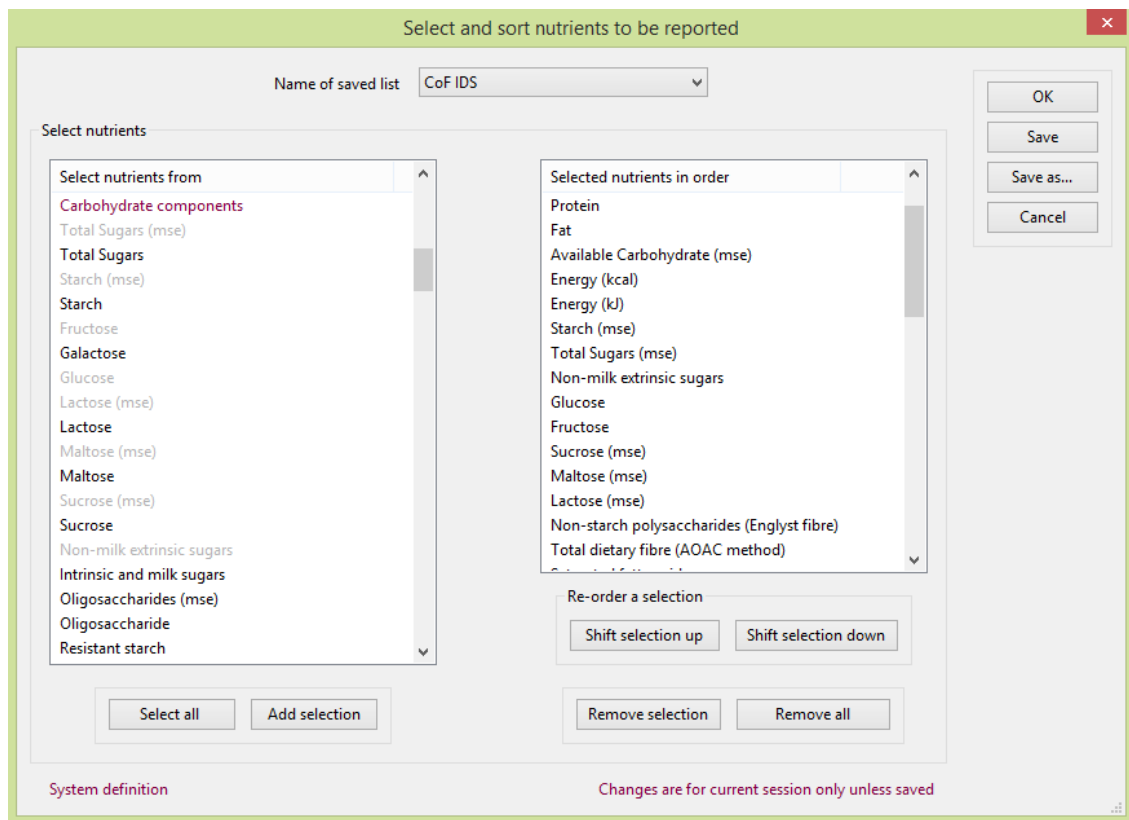 Select and sort nutrients to be reported
Name of saved list
CoF IDS
OK
Save
Save as...
Cancel
Select nutrients
Select nutrients from
Carbohydrate components
Total Sugars (mse)
Total Sugars
Starch (mse)
Starch
Fructose
Galactose
Glucose
Lactose (mse)
Lactose
Maltose (mse)
Maltose
Sucrose (mse)
Sucrose
Non-milk extrinsic sugars
Intrinsic and milk sugars
Oligosaccharides (mse)
Oligosaccharide
Resistant starch
Select all
Add selection
Selected nutrients in order
Protein
Fat
Available Carbohydrate (mse)
Energy (kcal)
Energy (kJ)
Starch (mse)
Total Sugars (mse)
Non-milk extrinsic sugars
Glucose
Fructose
Sucrose (mse)
Maltose (mse)
Lactose (mse)
Non-starch polysaccharides (Englyst fibre)
Total dietary fibre (AOAC method)
Re-order a selection
Shift selection up
Shift selection down
Remove selection
Remove all
System definition
Changes are for current session only unless saved